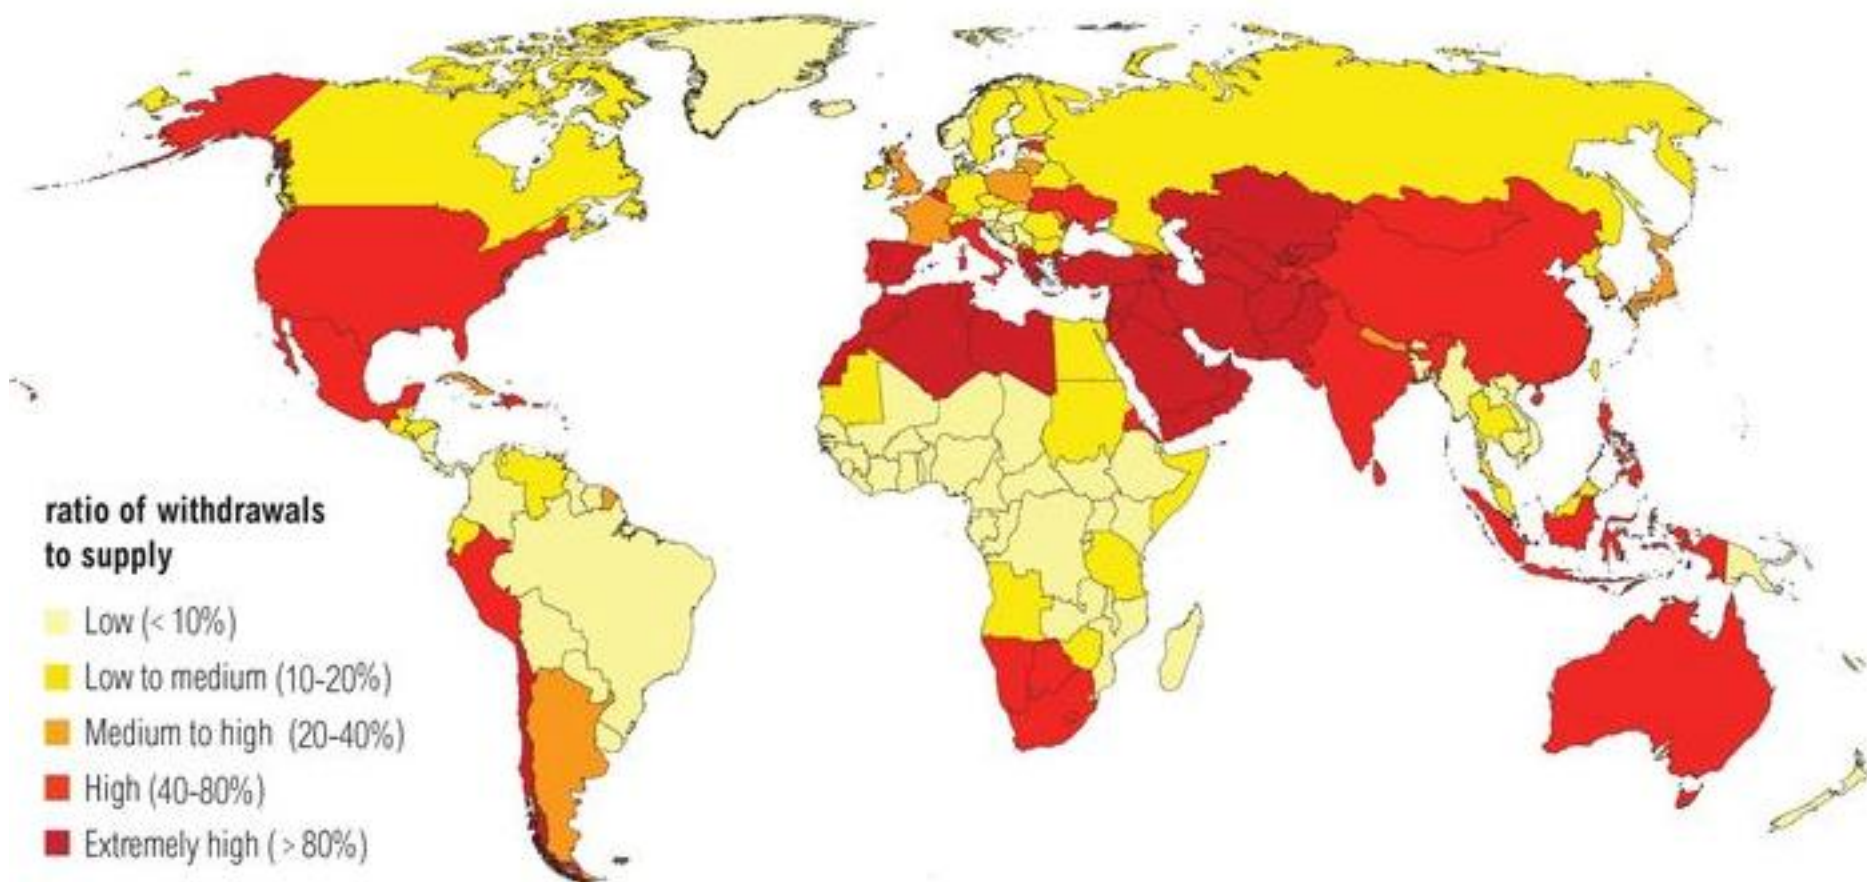 ratio of withdrawals
to supply
Low (< 10%)
Low to medium (10-20%)
Medium to high (20-40%)
High (40-80%)
Extremely high ( > 80%)